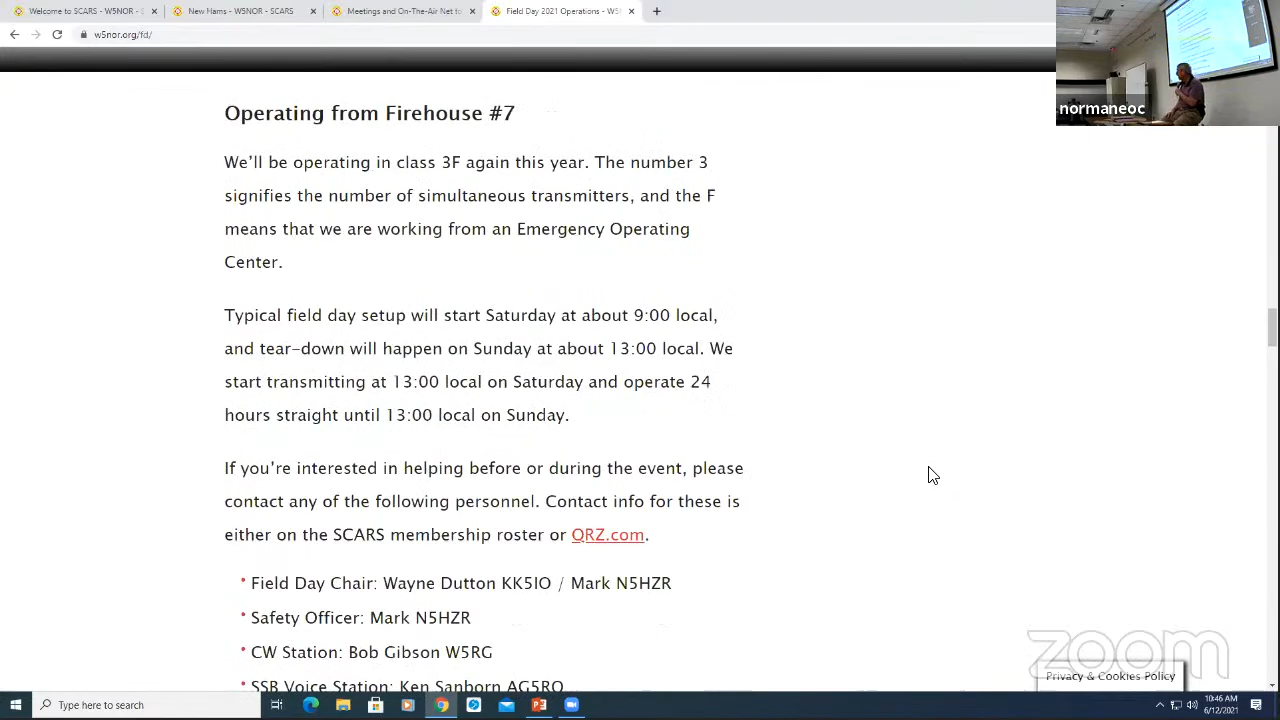 Welcome to SCARS - W5NOR -
New Hams - W5NOR - SCARS
Meetings and On-The-Air Net to
Field Day 2021 Operations - W5N
w5nor.org/fd/
normaneoc
Operating from Firehouse #7
We'll be operating in class 3F again this year. The number 3
signifies the number of simultaneous transmitters, and the F
means that we are working from an Emergency Operating
Center.
Typical field day setup will start Saturday at about 9:00 local,
and tear-down will happen on Sunday at about 13:00 local. We
start transmitting at 13:00 local on Saturday and operate 24
hours straight until 13:00 local on Sunday.
If you're interested in helping before or during the event, please
contact any of the following personnel. Contact info for these is
either on the SCARS membership roster or QRZ.com.
• Field Day Chair: Wayne Dutton KK5IO / Mark N5HZR
• Safety Officer: Mark N5HZR
• CW Station: Bob Gibson W5RG
• SSB Voice Station: Ken Sanborn AG5RO
zoom
Privacy & Cookies Policy
Type here to search
10:46 AM
6/12/2021